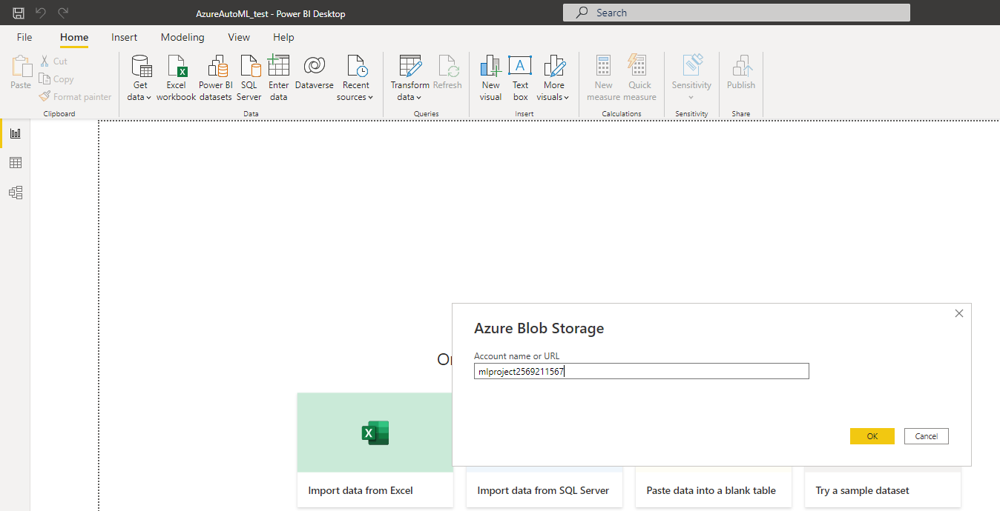 AzureAutoML_test - Power BI Desktop
Search
File Home Insert Modeling View Help
Paste
Cut
Copy
Format painter
Clipboard
Get data
Excel workbook
Power BI datasets
SQL Server
Enter data
Dataverse
Recent sources
Data
Transform data
Refresh
Queries
New visual
Text box
More visuals
Insert
New measure
Quick measure
Calculations
Sensitivity
Sensitivity
Publish
Share
Azure Blob Storage
Account name or URL
mlproject2569211567
OK Cancel
Import data from Excel
Import data from SQL Server
Paste data into a blank table
Try a sample dataset